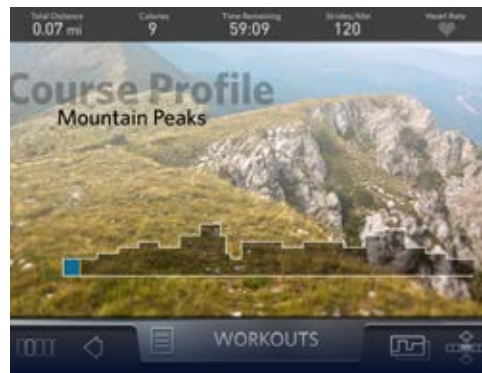 Total Distance
0.07 mi
Calories
9
Time Remaining
59:09
Strides/Min
120
Heart Rate
Course Profile
Mountain Peaks
WORKOUTS